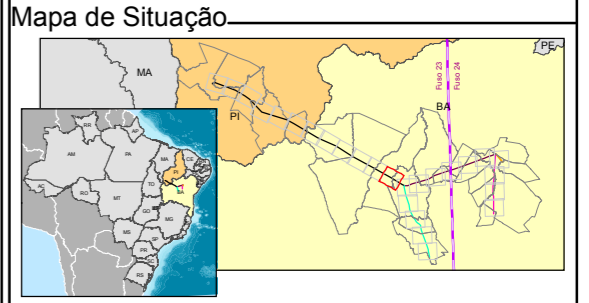 Mapa de Situação
PE
MA
Fuso 23
Fuso 24
BA
PI
RR
AP
AM
PA
MA
CE
PI
AC
RO
TO
BA
MT
GO
MG
MS
SP
PR
SC
RS